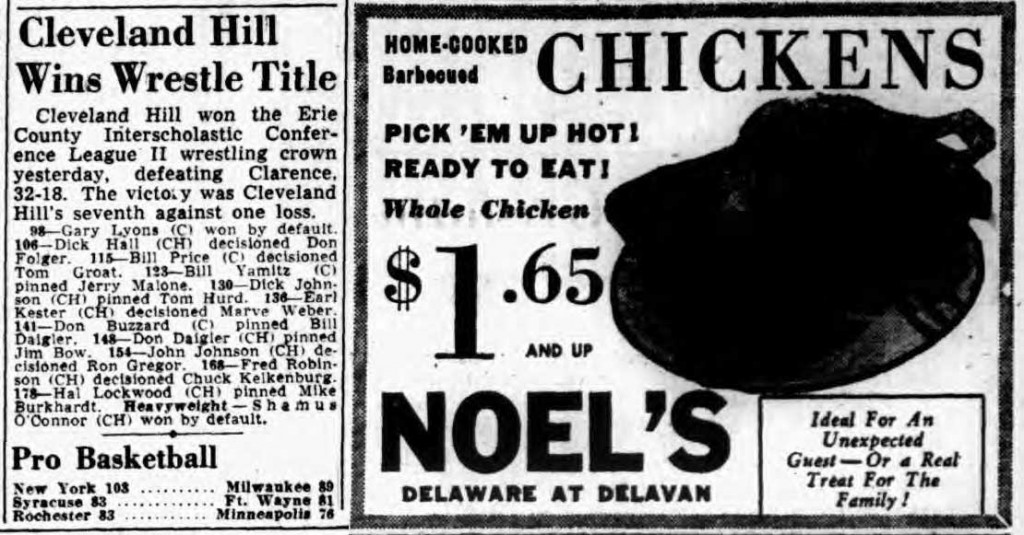 Cleveland Hill
Wins Wrestle Title
Cleveland Hill won the Erie
County Interscholastic Confer-
ence League II wrestling crown
yesterday, defeating Clarence,
32-18. The victory was Cleveland
Hill's seventh against one loss.
98—Gary Lyons (C) won by default.
106—Dick Hall (CH) decisioned Don
Folger. 115—Bill Price (C) decisioned
Tom Groat. 123—Bill Yamitz (C)
pinned Jerry Malone. 130—Dick John-
son (CH) pinned Tom Hurd. 136—Earl
Kester (CH) decisioned Marve Weber.
141—Don Buzzard (C) pinned Bill
Daigler. 148—Don Daigler (CH) pinned
Jim Bow. 154—John Johnson (CH) de-
cisioned Ron Gregor. 168—Fred Robin-
son (CH) decisioned Chuck Kelkenburg.
178—Hal Lockwood (CH) pinned Mike
Burkhardt. Heavyweight—Shamus
O'Connor (CH) won by default.
Pro Basketball
New York 103 .......... Milwaukee 89
Syracuse 83 ............ Ft. Wayne 81
Rochester 83 ........... Minneapolis 76
HOME-COOKED
Barbecued
CHICKENS
PICK 'EM UP HOT!
READY TO EAT!
Whole Chicken
$1.65
AND UP
NOEL'S
DELAWARE AT DELAVAN
Ideal For An
Unexpected
Guest—Or a Real
Treat For The
Family!